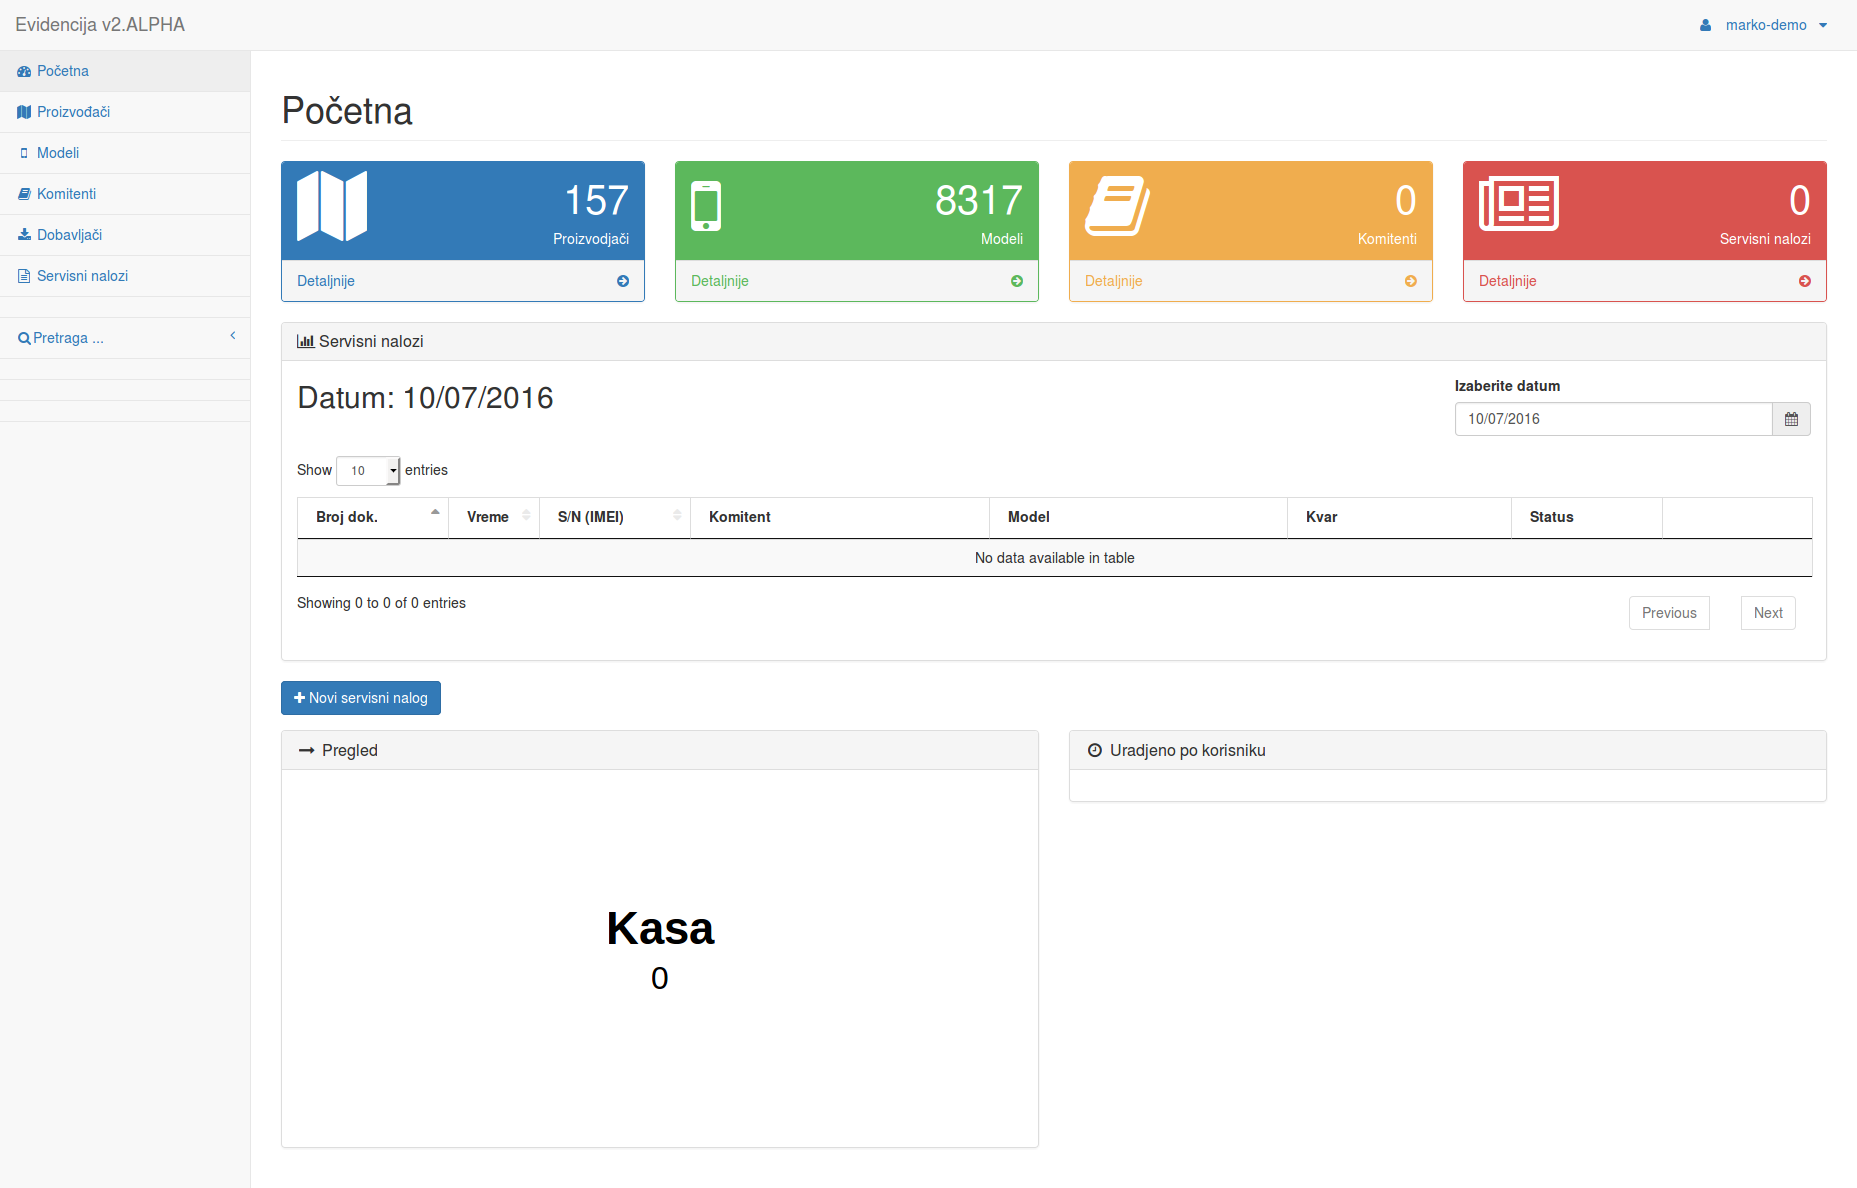 Evidencija v2.ALPHA
marko-demo
Početna
Proizvođači
Modeli
Komitenti
Dobavljači
Servisni nalozi
Pretraga ...
Početna
157
Proizvodjači
Detaljnije
8317
Modeli
Detaljnije
0
Komitenti
Detaljnije
0
Servisni nalozi
Detaljnije
Servisni nalozi
Datum: 10/07/2016
Izaberite datum
10/07/2016
Show 10 entries
Broj dok. Vreme S/N (IMEI) Komitent Model Kvar Status
No data available in table
Showing 0 to 0 of 0 entries
Previous Next
Novi servisni nalog
Pregled
Kasa
0
Uradjeno po korisniku